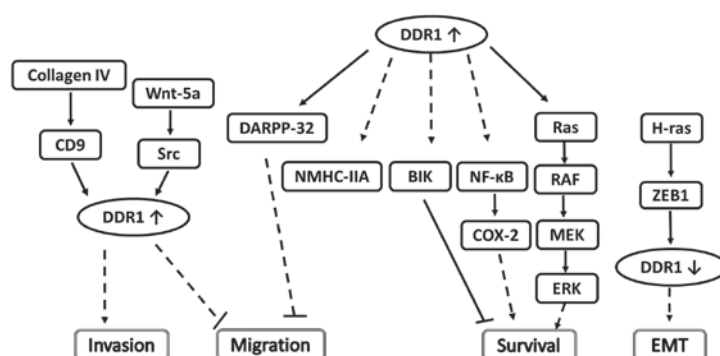 DDR1 ↑
Collagen IV
Wnt-5a
DARPP-32
Ras
H-ras
CD9
Src
NMHC-IIA
BIK
NF-κB
RAF
ZEB1
DDR1 ↑
COX-2
MEK
DDR1 ↓
ERK
Invasion
Migration
Survival
EMT